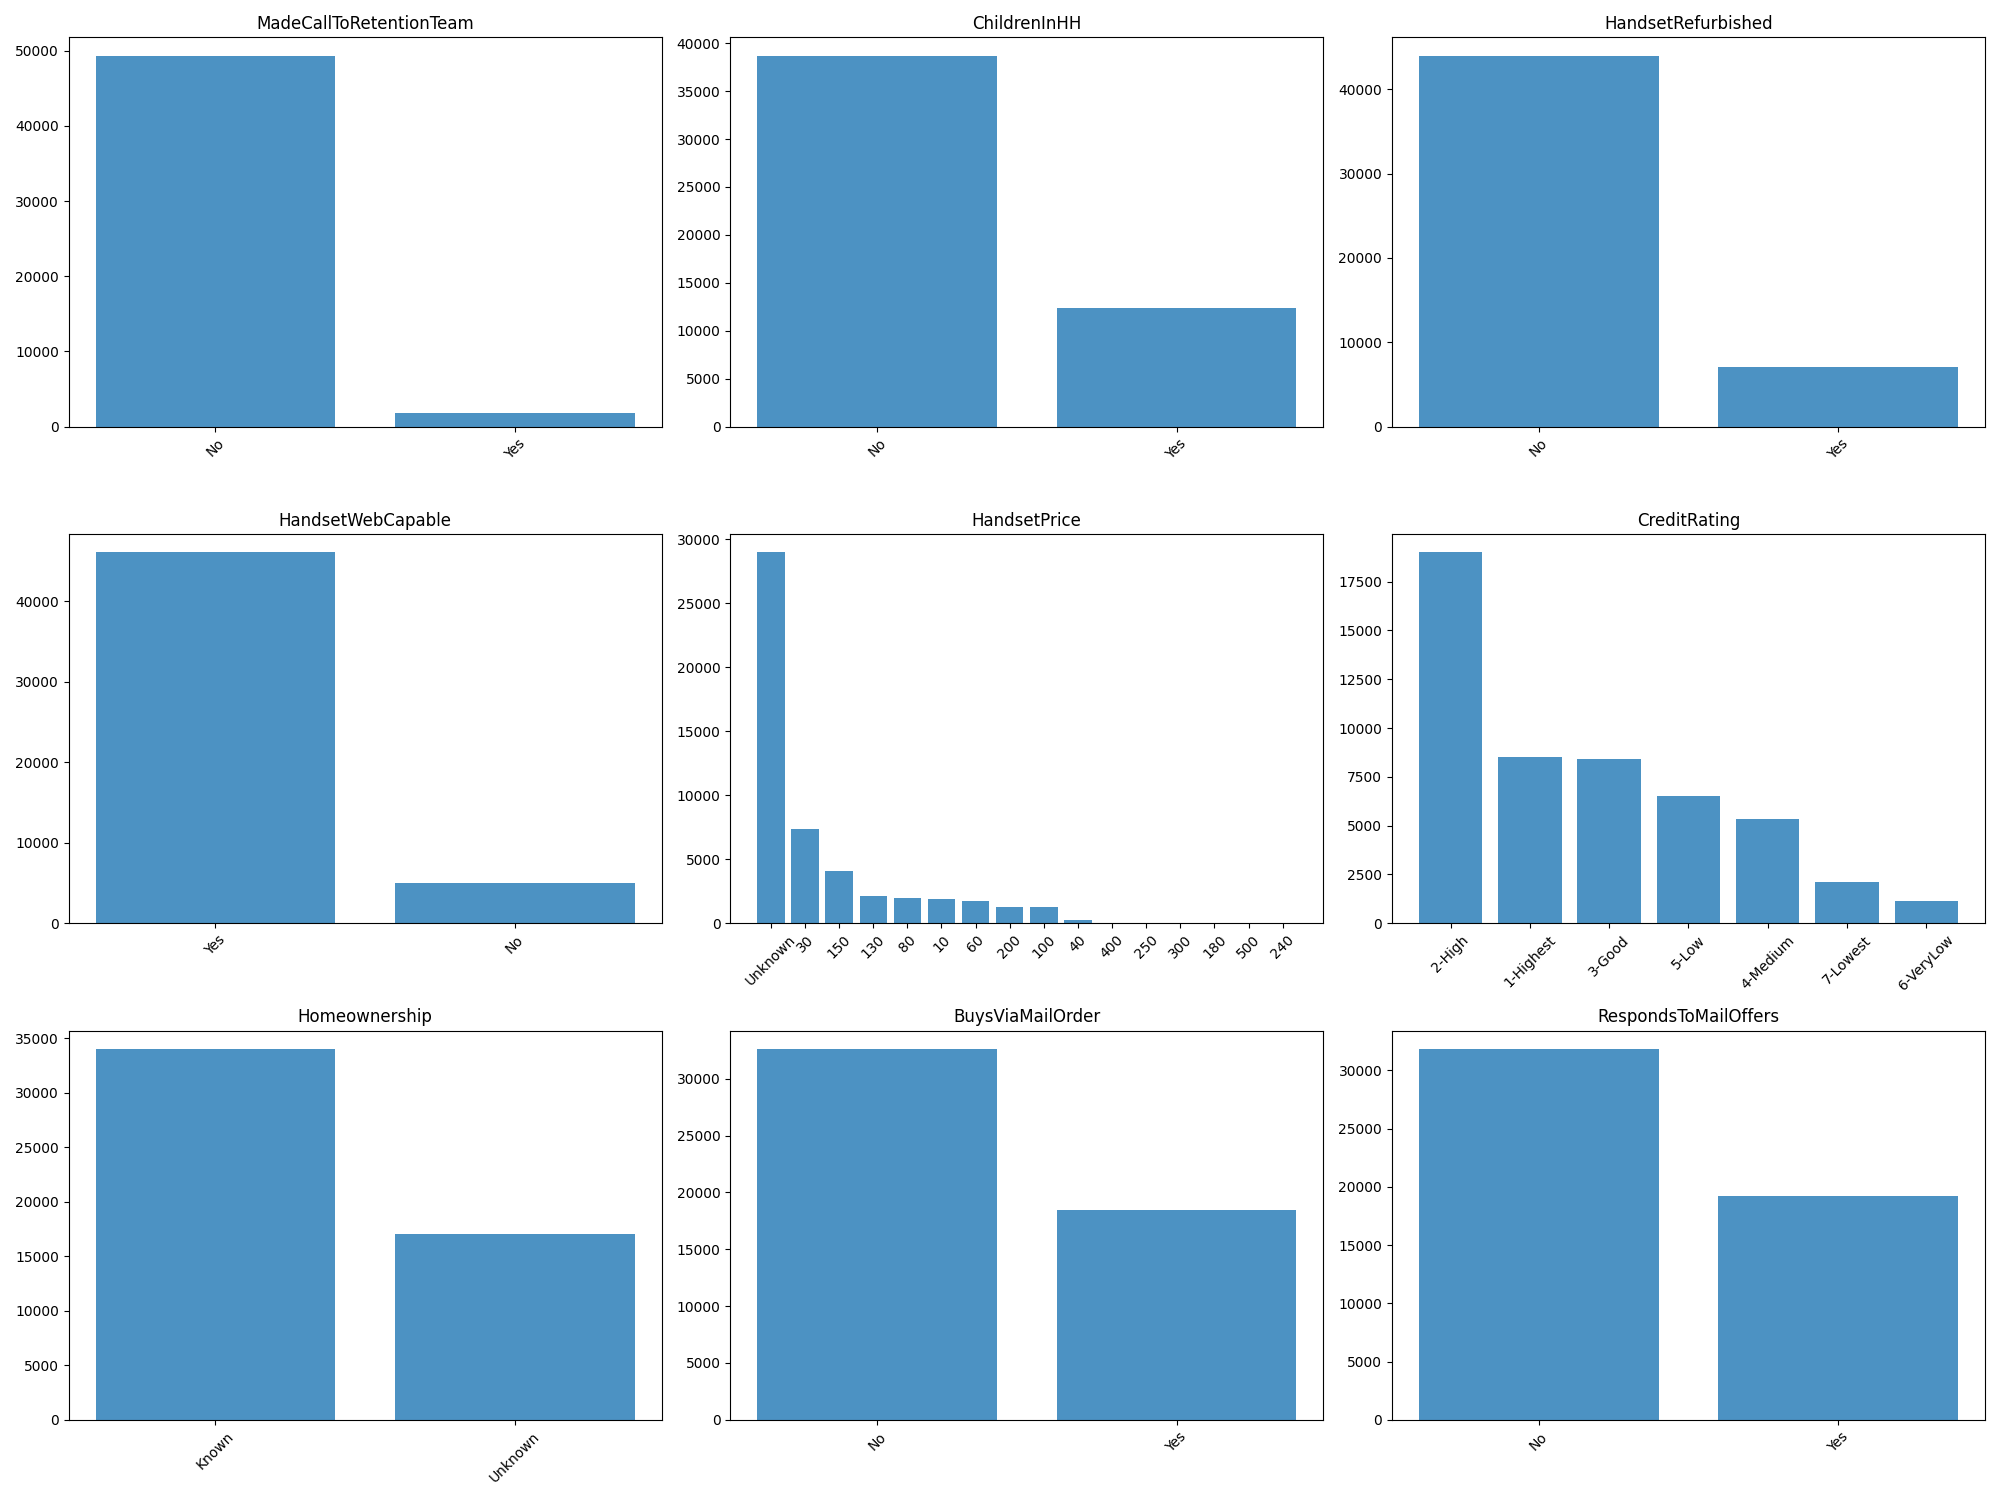 MadeCallToRetentionTeam
50000
40000
30000
20000
10000
0
No
Yes
ChildrenInHH
40000
35000
30000
25000
20000
15000
10000
5000
0
No
Yes
HandsetRefurbished
40000
30000
20000
10000
0
No
Yes
HandsetWebCapable
40000
30000
20000
10000
0
Yes
No
HandsetPrice
30000
25000
20000
15000
10000
5000
0
Unknown
30
150
130
80
10
60
200
100
40
400
250
300
180
500
240
CreditRating
17500
15000
12500
10000
7500
5000
2500
0
2-High
1-Highest
3-Good
5-Low
4-Medium
7-Lowest
6-VeryLow
Homeownership
35000
30000
25000
20000
15000
10000
5000
0
Known
Unknown
BuysViaMailOrder
30000
25000
20000
15000
10000
5000
0
No
Yes
RespondsToMailOffers
30000
25000
20000
15000
10000
5000
0
No
Yes